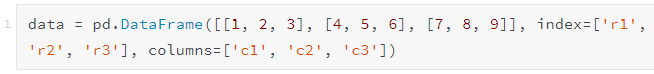 1 data = pd.DataFrame([[1, 2, 3], [4, 5, 6], [7, 8, 9]], index=['r1',
'r2', 'r3'], columns=['c1', 'c2', 'c3'])